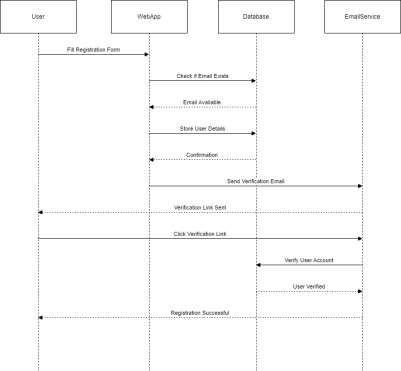 User
WebApp
Database
EmailService
Fill Registration Form
Check if Email Exists
Email Available
Store User Details
Confirmation
Send Verification Email
Verification Link Sent
Click Verification Link
Verify User Account
User Verified
Registration Successful